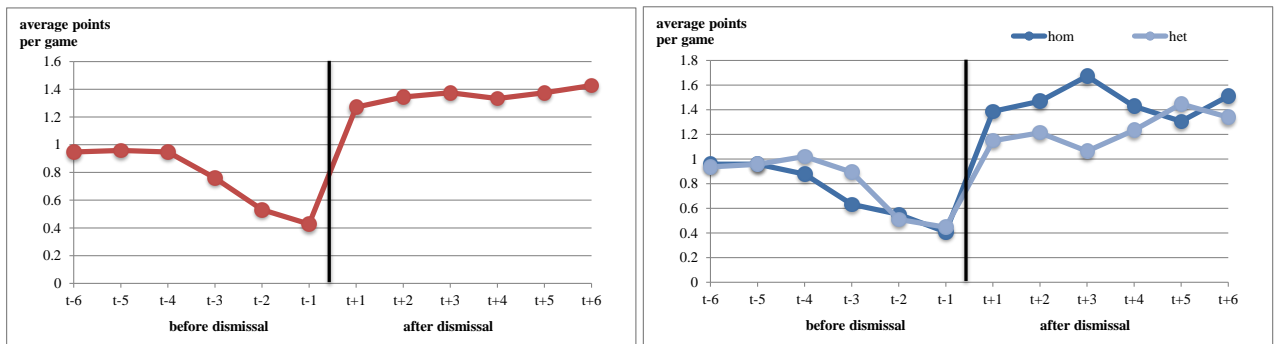 average points
per game
1.6
1.4
1.2
1
0.8
0.6
0.4
0.2
0
t-6 t-5 t-4 t-3 t-2 t-1 t+1 t+2 t+3 t+4 t+5 t+6
before dismissal after dismissal
average points
per game
hom het
1.8
1.6
1.4
1.2
1
0.8
0.6
0.4
0.2
0
t-6 t-5 t-4 t-3 t-2 t-1 t+1 t+2 t+3 t+4 t+5 t+6
before dismissal after dismissal